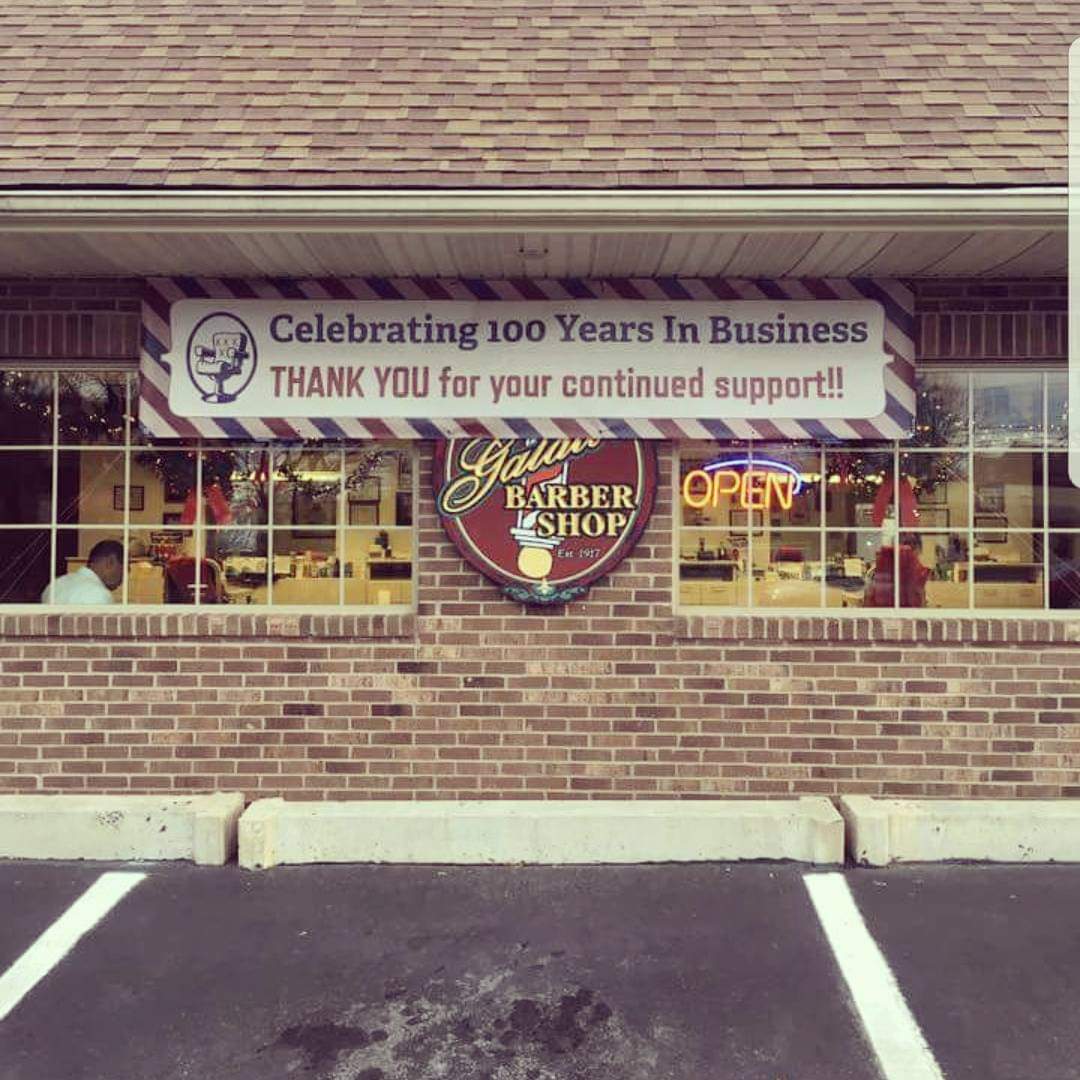 Celebrating 100 Years In Business
THANK YOU for your continued support!!
BARBER
SHOP
Est 1917
OPEN